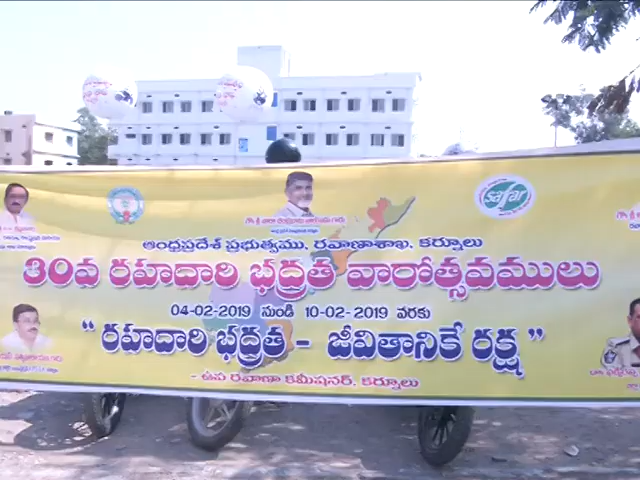 safar
ఆంధ్రప్రదేశ్ ప్రభుత్వము, రవాణాశాఖ, కర్నూలు
30వ రహదారి భద్రత వారోత్సవములు
04-02-2019 నుండి 10-02-2019 వరకు
“రహదారి భద్రత - జీవితానికే రక్ష”
- ఉప రవాణా కమీషనర్, కర్నూలు